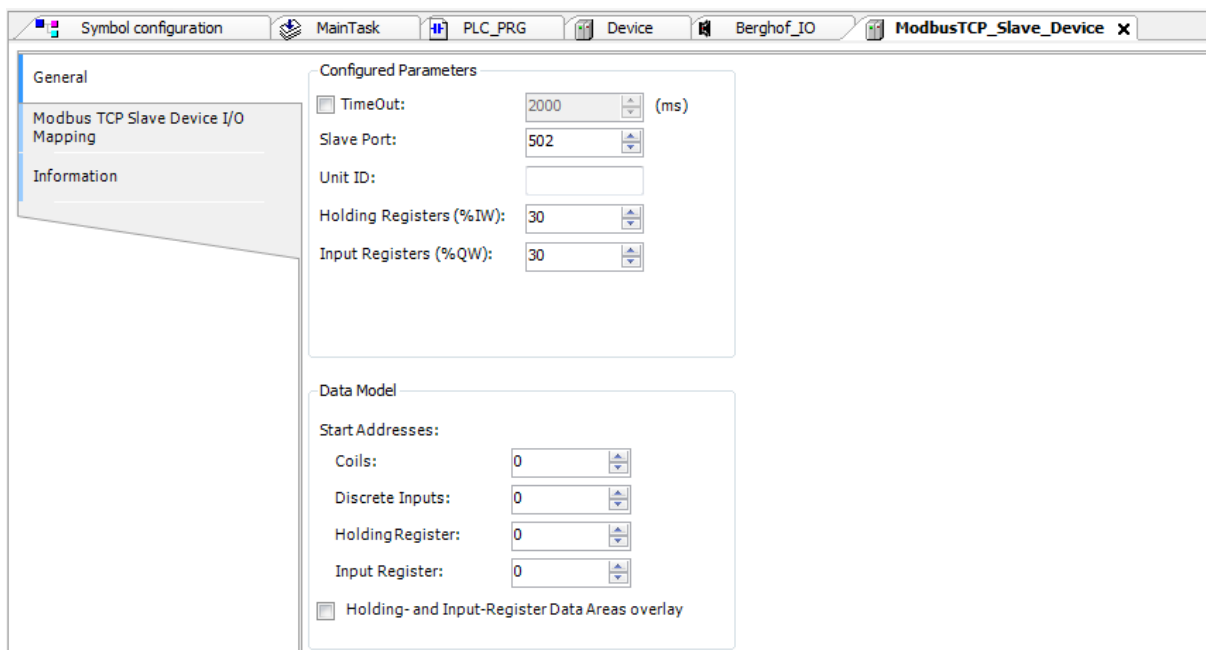 Symbol configuration MainTask PLC_PRG Device Berghof_IO ModbusTCP_Slave_Device X
General
Modbus TCP Slave Device I/O
Mapping
Information
Configured Parameters
TimeOut: 2000 (ms)
Slave Port: 502
Unit ID:
Holding Registers (%IW): 30
Input Registers (%QW): 30
Data Model
Start Addresses:
Coils: 0
Discrete Inputs: 0
Holding Register: 0
Input Register: 0
Holding- and Input-Register Data Areas overlay